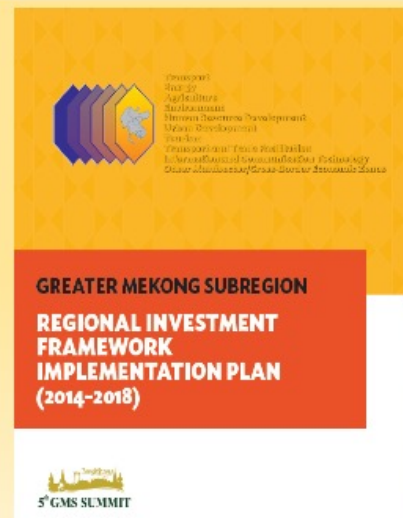 Transport
Energy
Agriculture
Environment
Human Resource Development
Urban Development
Tourism
Transport and Trade Facilitation
Information and Communication Technology
Other Multisector/Cross-Border Economic Zones
GREATER MEKONG SUBREGION
REGIONAL INVESTMENT
FRAMEWORK
IMPLEMENTATION PLAN
(2014–2018)
5th GMS SUMMIT